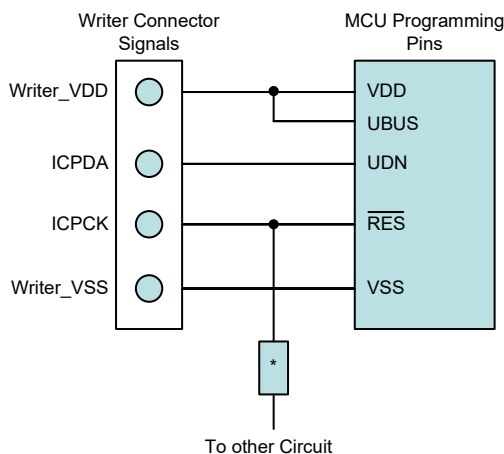 Writer Connector
Signals
MCU Programming
Pins
Writer_VDD
VDD
UBUS
ICPDA
UDN
ICPCK
RES
Writer_VSS
VSS
*
To other Circuit